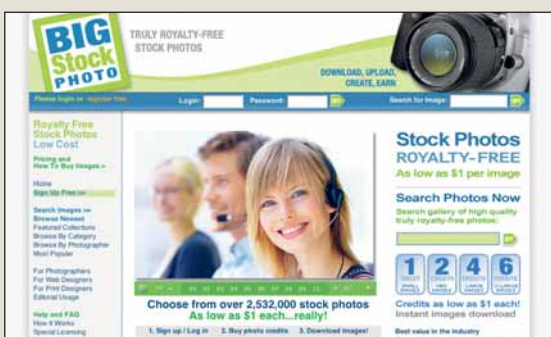 BIG
Stock
PHOTO
TRULY ROYALTY-FREE
STOCK PHOTOS
DOWNLOAD, UPLOAD,
CREATE, EARN
Please login or register free
Login:
Password:
Search for Image:
Royalty Free
Stock Photos
Low Cost
Pricing and
How To Buy Images »
Home
Sign Up Free »»
Search Images »»
Browse Newest
Featured Collections
Browse By Category
Browse By Photographer
Most Popular
For Photographers
For Web Designers
For Print Designers
Editorial Usage
Help and FAQ
How It Works
Special Licensing
Choose from over 2,532,000 stock photos
As low as $1 each...really!
1. Sign up / Log in 2. Buy photo credits 3. Download images!
Stock Photos
ROYALTY-FREE
As low as $1 per image
Search Photos Now
Search gallery of high quality
truly royalty-free photos:
1 2 4 6
CREDIT CREDITS CREDITS CREDITS
Credits as low as $1 each!
Instant images download
Best value in the industry